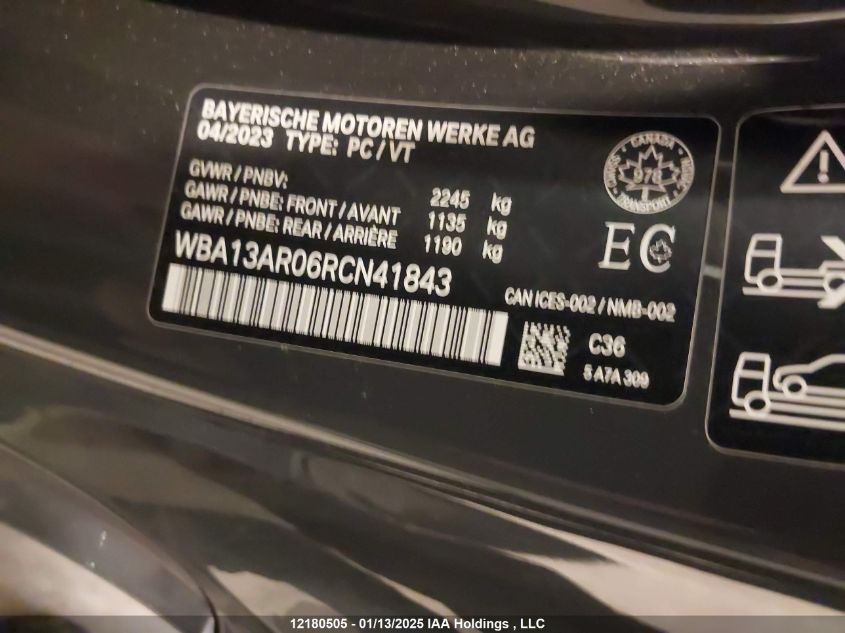 BAYERISCHE MOTOREN WERKE AG
04/2023 TYPE: PC / VT
GVWR / PNBV: 2245 kg
GAWR / PNBE: FRONT / AVANT 1135 kg
GAWR / PNBE: REAR / ARRIÈRE 1190 kg
WBA13AR06RCN41843
CANADA
978
TRANSPORT
EC
CAN ICES-002 / NMB-002
C36
5 A7A 309
12180505 - 01/13/2025 IAA Holdings , LLC